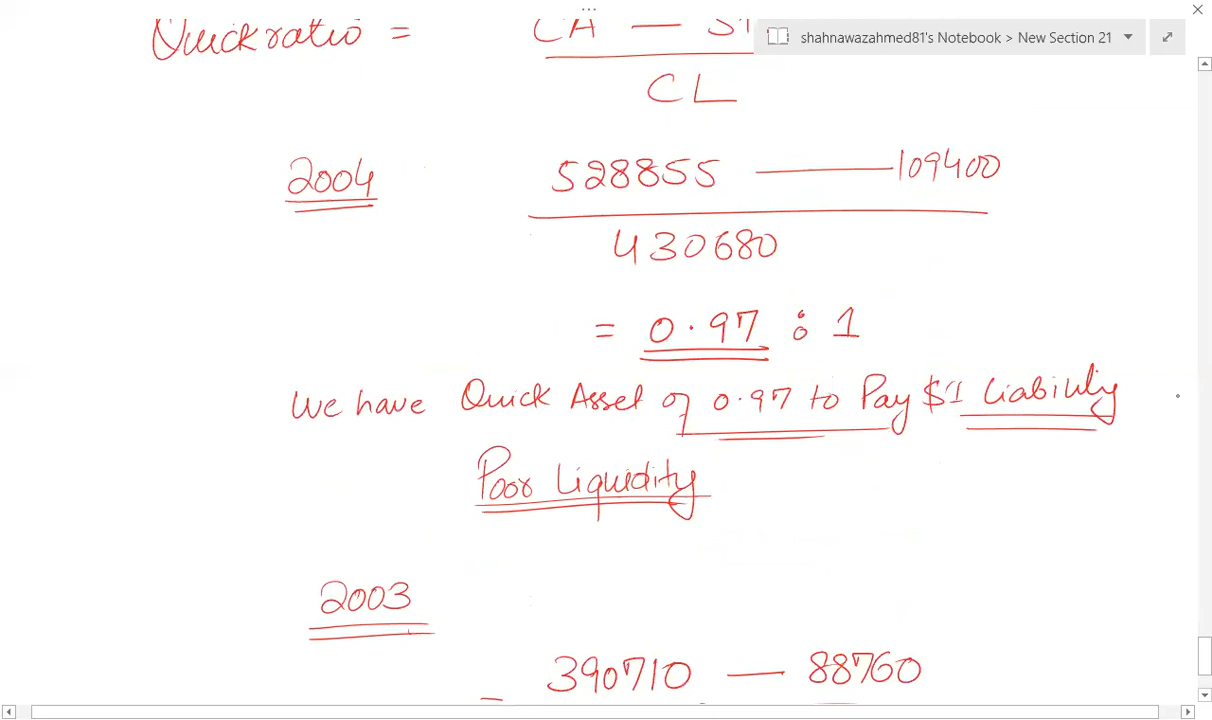 shahnawazahmed81's Notebook > New Section 21
Quick ratio = CA — 
CL
2004 528855 — 109400
430680
= 0.97 : 1
We have Quick Asset of 0.97 to Pay $1 Liability
Poor Liquidity
2003
390710 — 88760